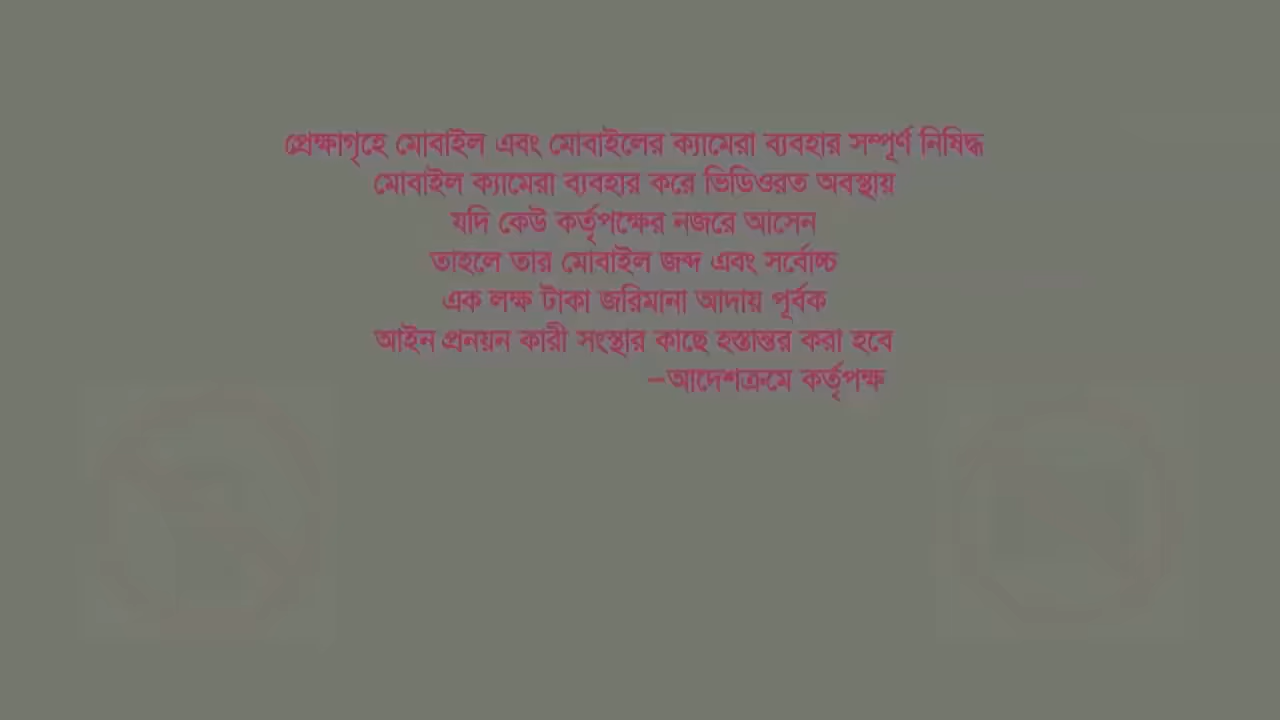 প্রেক্ষাগৃহে মোবাইল এবং মোবাইলের ক্যামেরা ব্যবহার সম্পূর্ণ নিষিদ্ধ
মোবাইল ক্যামেরা ব্যবহার করে ভিডিওরত অবস্থায়
যদি কেউ কর্তৃপক্ষের নজরে আসেন
তাহলে তার মোবাইল জব্দ এবং সর্বোচ্চ
এক লক্ষ টাকা জরিমানা আদায় পূর্বক
আইন প্রনয়ন কারী সংস্থার কাছে হস্তান্তর করা হবে
–আদেশক্রমে কর্তৃপক্ষ